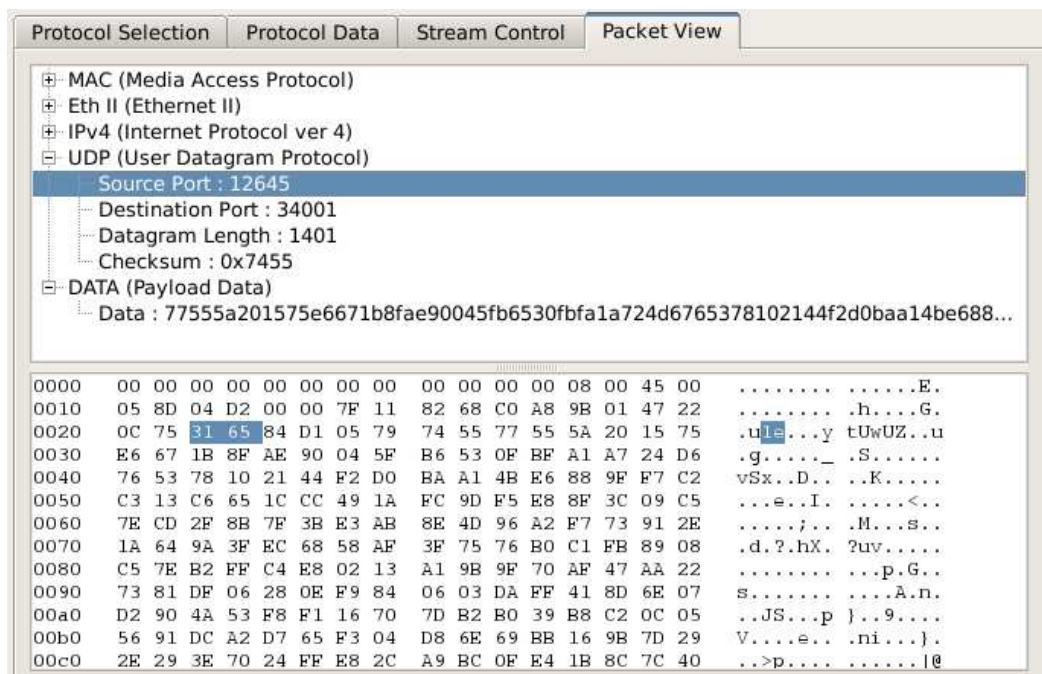 Protocol Selection Protocol Data Stream Control Packet View
MAC (Media Access Protocol)
Eth II (Ethernet II)
IPv4 (Internet Protocol ver 4)
UDP (User Datagram Protocol)
Source Port : 12645
Destination Port : 34001
Datagram Length : 1401
Checksum : 0x7455
DATA (Payload Data)
Data : 77555a201575e6671b8fae90045fb6530fbfa1a724d6765378102144f2d0baa14be688...
0000 00 00 00 00 00 00 00 00 00 00 00 00 08 00 45 00 ........ ......E.
0010 05 8D 04 D2 00 00 7F 11 82 68 C0 A8 9B 01 47 22 ........ .h....G.
0020 0C 75 31 65 84 D1 05 79 74 55 77 55 5A 20 15 75 .u1e...y tUwUZ..u
0030 E6 67 1B 8F AE 90 04 5F B6 53 0F BF A1 A7 24 D6 .g....._ .S......
0040 76 53 78 10 21 44 F2 D0 BA A1 4B E6 88 9F F7 C2 vSx..D.. ..K.....
0050 C3 13 C6 65 1C CC 49 1A FC 9D F5 E8 8F 3C 09 C5 ...e..I. .....<..
0060 7E CD 2F 8B 7F 3B E3 AB 8E 4D 96 A2 F7 73 91 2E .....;.. .M...s..
0070 1A 64 9A 3F EC 68 58 AF 3F 75 76 B0 C1 FB 89 08 .d.?.hX. ?uv.....
0080 C5 7E B2 FF C4 E8 02 13 A1 9B 9F 70 AF 47 AA 22 ........ ...p.G..
0090 73 81 DF 06 28 0E F9 84 06 03 DA FF 41 8D 6E 07 s....... ....A.n.
00a0 D2 90 4A 53 F8 F1 16 70 7D B2 B0 39 B8 C2 0C 05 ..JS...p }..9....
00b0 56 91 DC A2 D7 65 F3 04 D8 6E 69 BB 16 9B 7D 29 V....e.. .ni...}.
00c0 2E 29 3E 70 24 FF E8 2C A9 BC 0F E4 1B 8C 7C 40 ..>p.... ......|@